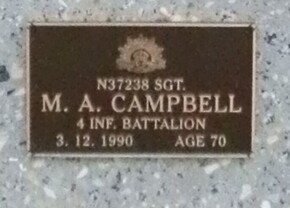 N37238 SGT.
M. A. CAMPBELL
4 INF. BATTALION
3. 12. 1990 AGE 70